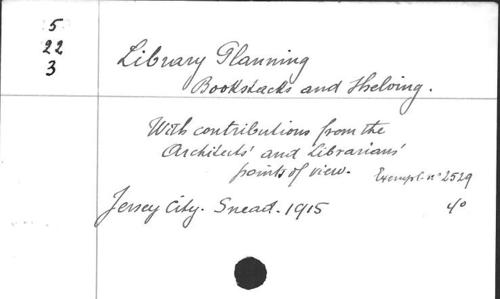 5
22
3
Library Planning
Bookstacks and Shelving.
With contributions from the
Architects' and Librarians'
points of view.
Exempl. n° 2529
Jersey City. Snead. 1915
4°